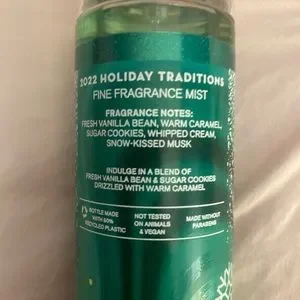 2022 HOLIDAY TRADITIONS
FINE FRAGRANCE MIST
FRAGRANCE NOTES:
FRESH VANILLA BEAN, WARM CARAMEL,
SUGAR COOKIES, WHIPPED CREAM,
SNOW-KISSED MUSK
INDULGE IN A BLEND OF
FRESH VANILLA BEAN & SUGAR COOKIES
DRIZZLED WITH WARM CARAMEL
BOTTLE MADE
WITH 50%
RECYCLED PLASTIC
NOT TESTED
ON ANIMALS
& VEGAN
MADE WITHOUT
PARABENS